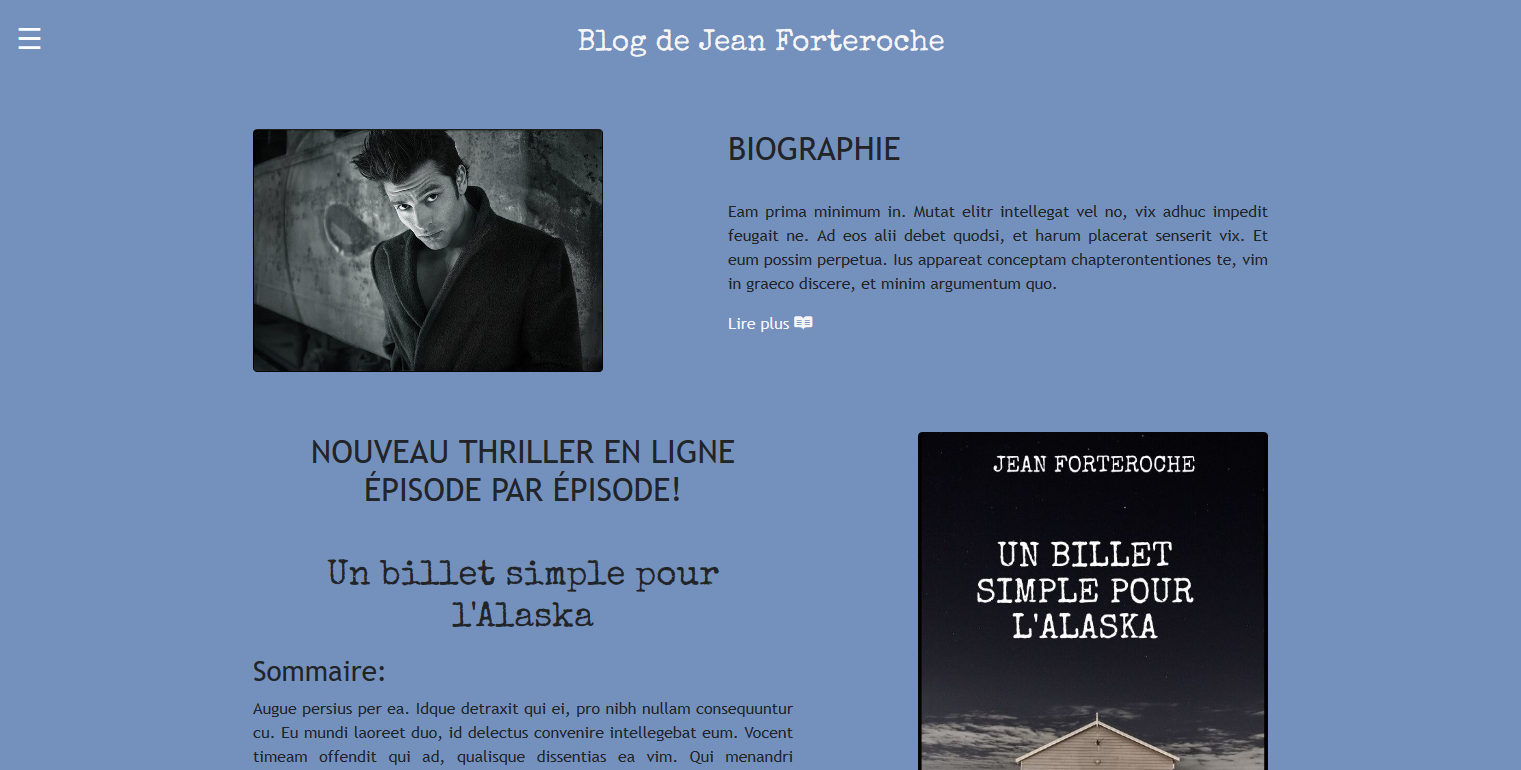 Blog de Jean Forteroche
BIOGRAPHIE
Eam prima minimum in. Mutat elitr intellegat vel no, vix adhuc impedit
feugait ne. Ad eos alii debet quodsi, et harum placerat senserit vix. Et
eum possim perpetua. Ius appareat conceptam chapterontentiones te, vim
in graeco discere, et minim argumentum quo.
Lire plus
NOUVEAU THRILLER EN LIGNE
ÉPISODE PAR ÉPISODE!
Un billet simple pour
l'Alaska
Sommaire:
Augue persius per ea. Idque detraxit qui ei, pro nibh nullam consequuntur
cu. Eu mundi laoreet duo, id delectus convenire intellegebat eum. Vocent
timeam offendit qui ad, qualisque dissentias ea vim. Qui menandri
JEAN FORTEROCHE
UN BILLET
SIMPLE POUR
L'ALASKA